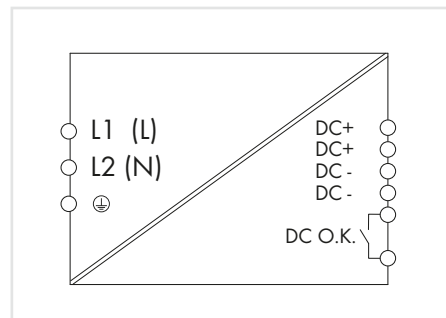 L1 (L)
L2 (N)
DC+
DC+
DC -
DC -
DC O.K.